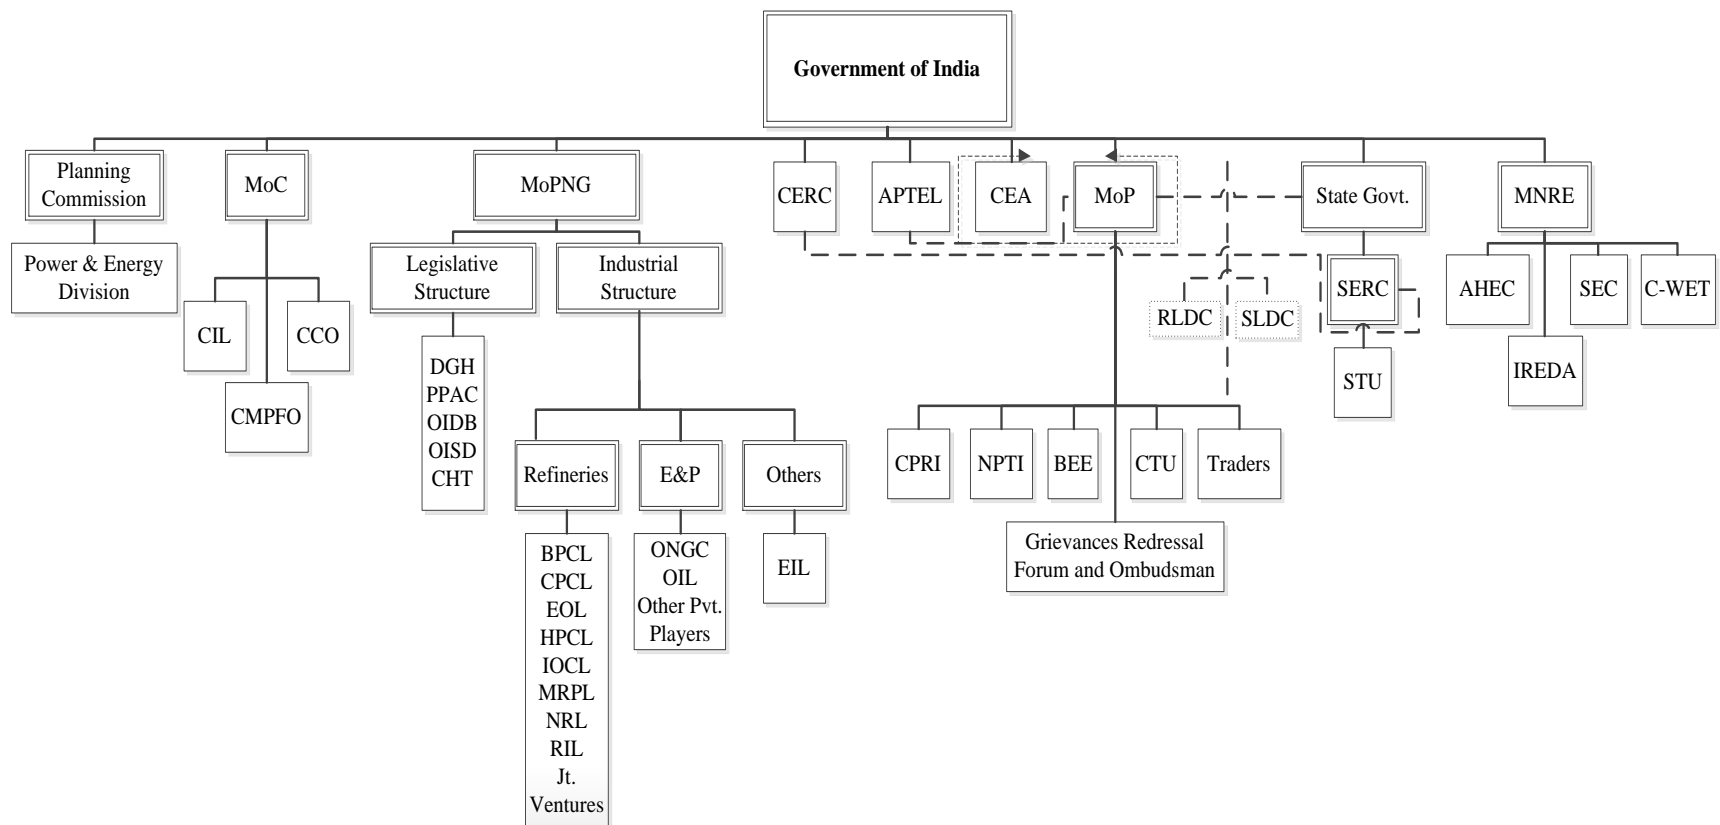 Government of India
Planning
Commission
MoC
MoPNG
CERC
APTEL
CEA
MoP
State Govt.
MNRE
Power & Energy
Division
Legislative
Structure
Industrial
Structure
SERC
AHEC
SEC
C-WET
RLDC
SLDC
CIL
CCO
CMPFO
DGH
PPAC
OIDB
OISD
CHT
STU
IREDA
Refineries
E&P
Others
CPRI
NPTI
BEE
CTU
Traders
BPCL
CPCL
EOL
HPCL
IOCL
MRPL
NRL
RIL
Jt.
Ventures
ONGC
OIL
Other Pvt.
Players
EIL
Grievances Redressal
Forum and Ombudsman